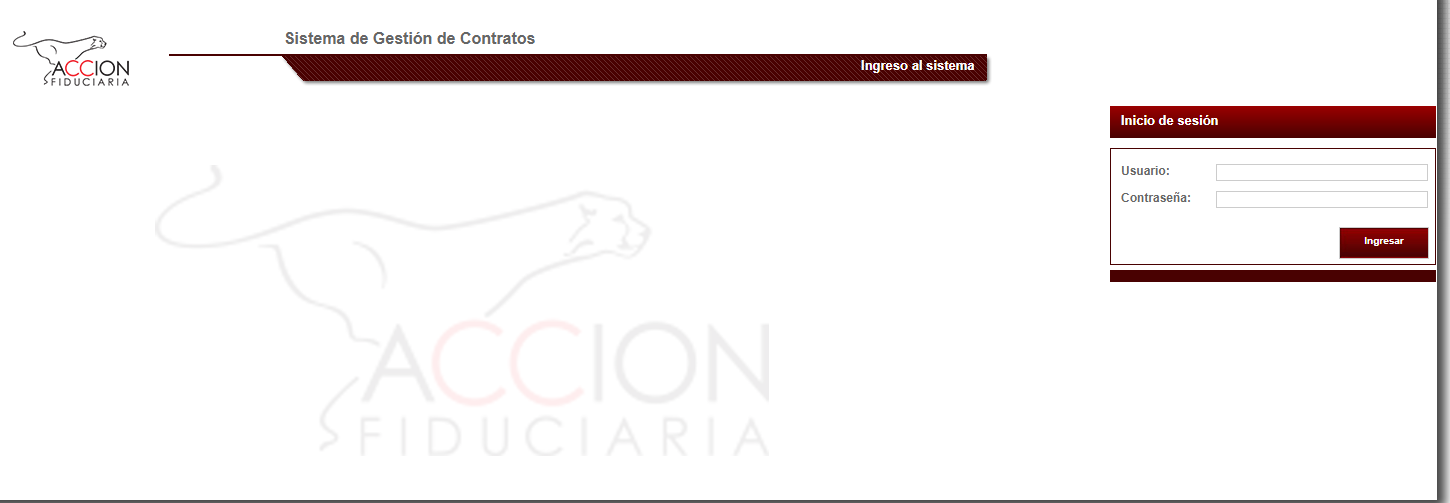 ACCION
FIDUCIARIA
Sistema de Gestión de Contratos
Ingreso al sistema
Inicio de sesión
Usuario:
Contraseña:
Ingresar
ACCION
FIDUCIARIA